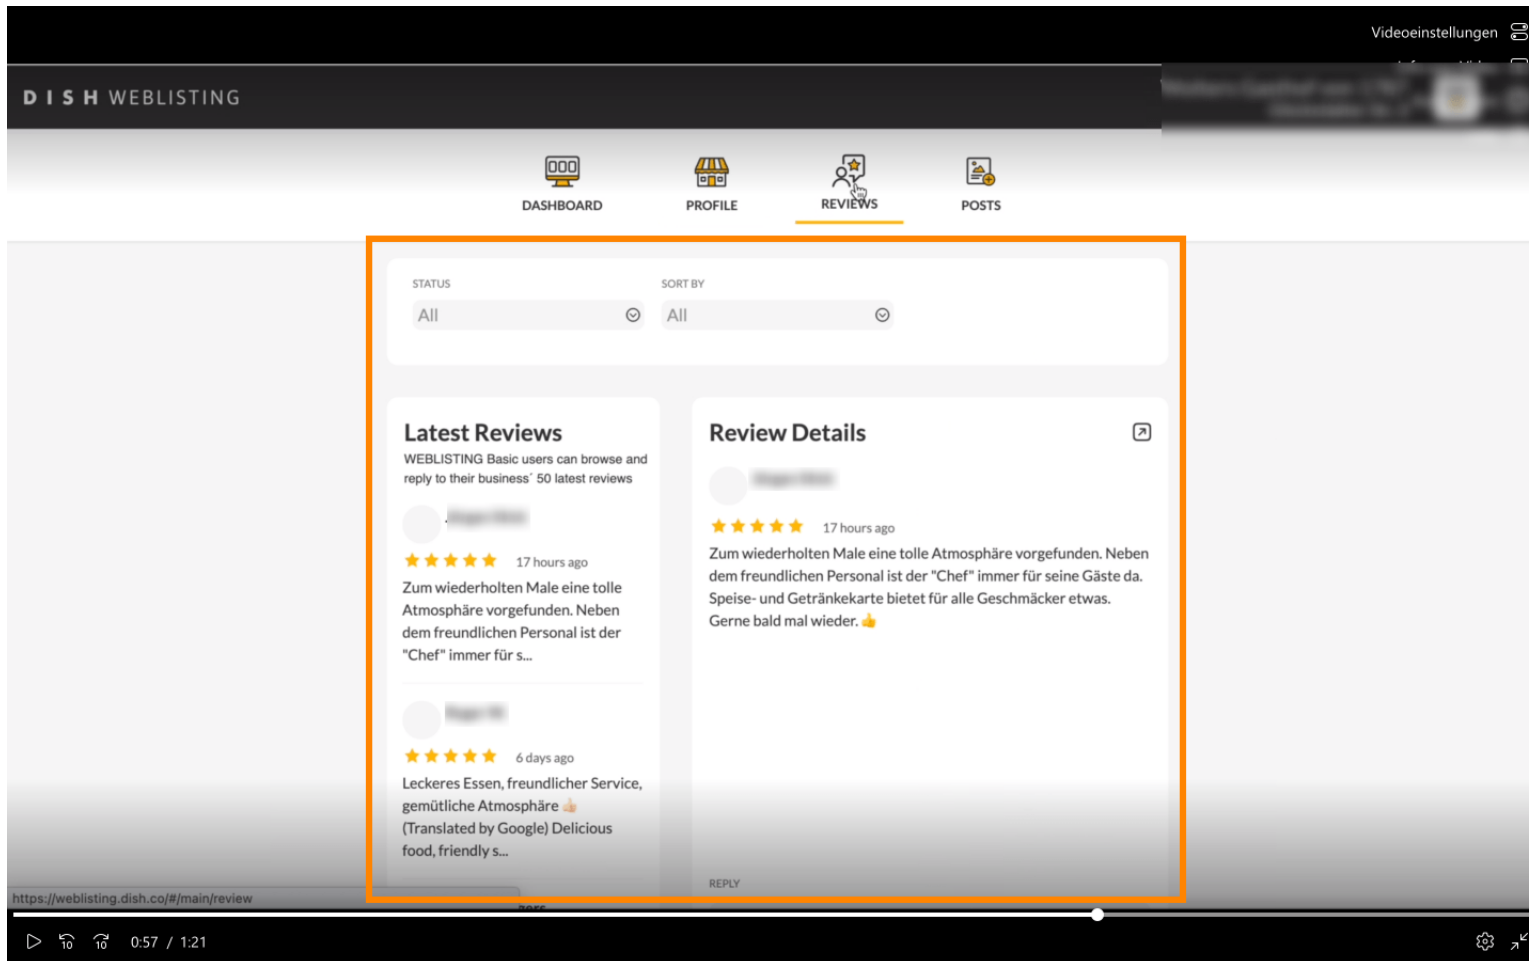 Videoeinstellungen
DISH WEBLISTING
DASHBOARD
PROFILE
REVIEWS
POSTS
STATUS
SORT BY
All
All
Latest Reviews
WEBLISTING Basic users can browse and
reply to their business´ 50 latest reviews
17 hours ago
Zum wiederholten Male eine tolle
Atmosphäre vorgefunden. Neben
dem freundlichen Personal ist der
"Chef" immer für s...
6 days ago
Leckeres Essen, freundlicher Service,
gemütliche Atmosphäre 👍🏻
(Translated by Google) Delicious
food, friendly s...
Review Details
17 hours ago
Zum wiederholten Male eine tolle Atmosphäre vorgefunden. Neben
dem freundlichen Personal ist der "Chef" immer für seine Gäste da.
Speise- und Getränkekarte bietet für alle Geschmäcker etwas.
Gerne bald mal wieder. 👍
REPLY
https://weblisting.dish.co/#/main/review
10
10
0:57 / 1:21